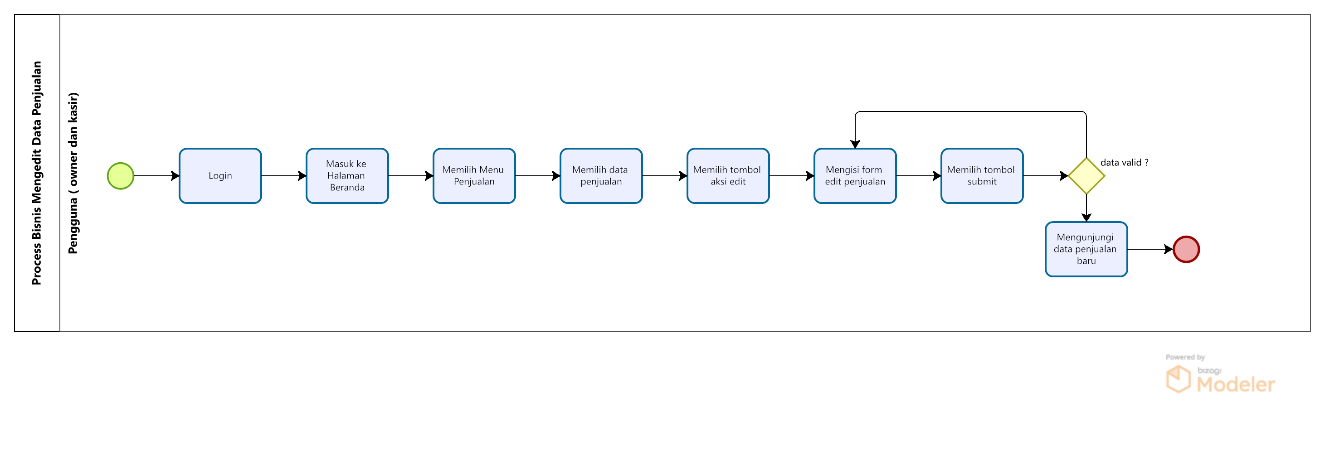 Process Bisnis Mengedit Data Penjualan
Pengguna ( owner dan kasir)
Login
Masuk ke
Halaman
Beranda
Memilih Menu
Penjualan
Memilih data
penjualan
Memilih tombol
aksi edit
Mengisi form
edit penjualan
Memilih tombol
submit
data valid ?
Mengunjungi
data penjualan
baru
Powered by
bizagi
Modeler